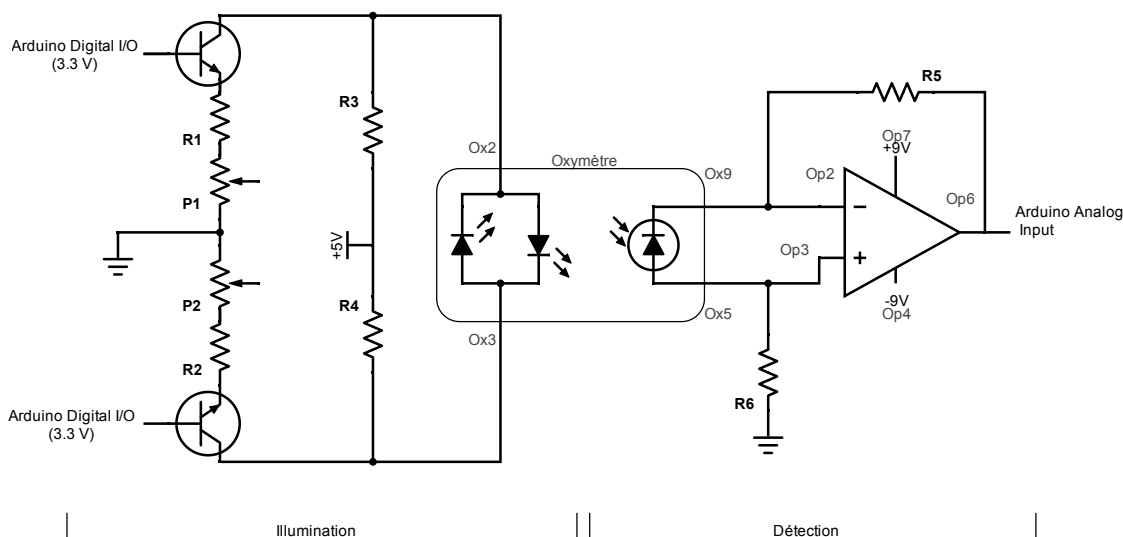 Arduino Digital I/O
(3.3 V)
R1
P1
P2
R2
Arduino Digital I/O
(3.3 V)
R3
+5V
R4
Ox2
Oxymètre
Ox9
Ox3
Ox5
R5
Op7
+9V
Op2
Op6
Op3
-9V
Op4
R6
Arduino Analog
Input
Illumination
Détection